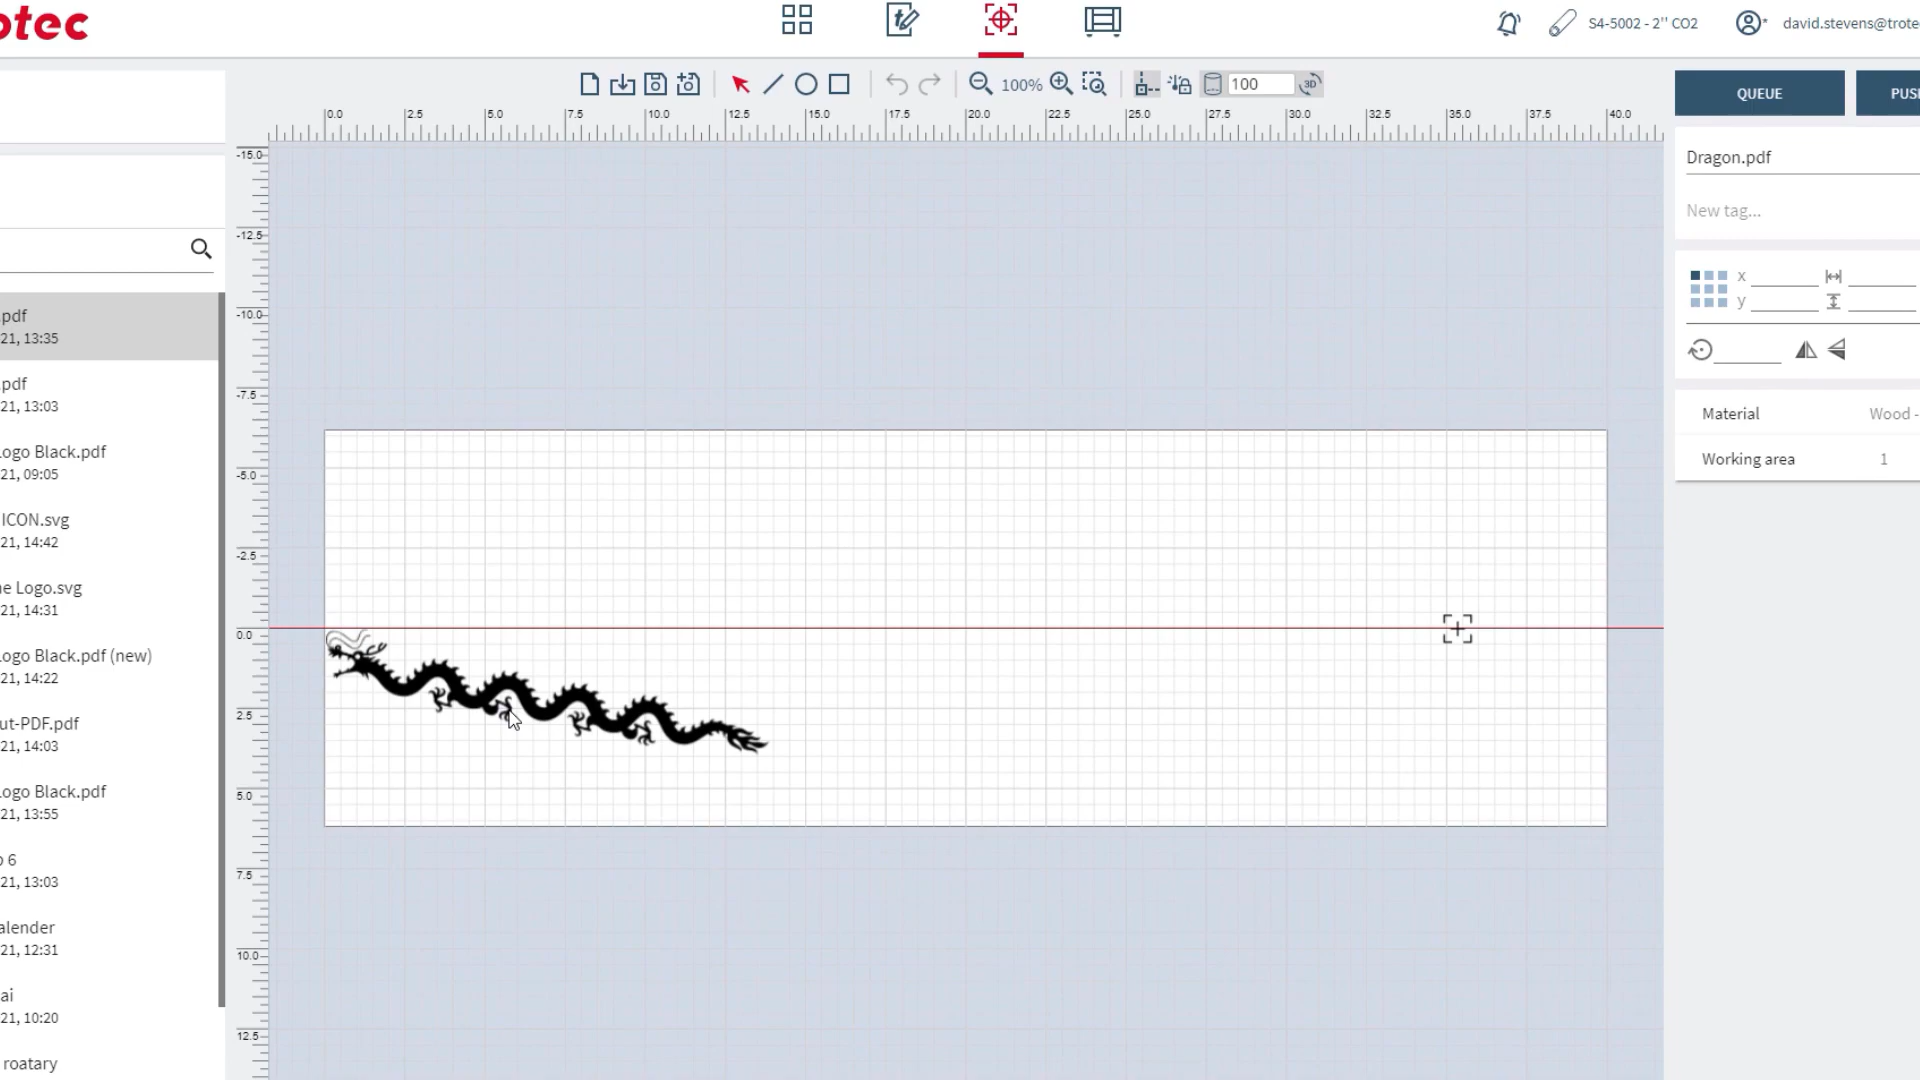 otec
S4-5002 - 2'' CO2
david.stevens@trote
100%
100
3D
QUEUE
PUS
0.0 2.5 5.0 7.5 10.0 12.5 15.0 17.5 20.0 22.5 25.0 27.5 30.0 32.5 35.0 37.5 40.0
-15.0
-12.5
-10.0
-7.5
-5.0
-2.5
0.0
2.5
5.0
7.5
10.0
12.5
.pdf
21, 13:35
.pdf
21, 13:03
ogo Black.pdf
21, 09:05
ICON.svg
21, 14:42
ne Logo.svg
21, 14:31
ogo Black.pdf (new)
21, 14:22
ut-PDF.pdf
21, 14:03
ogo Black.pdf
21, 13:55
o 6
21, 13:03
alender
21, 12:31
ai
21, 10:20
roatary
Dragon.pdf
New tag...
x
y
Material Wood -
Working area 1